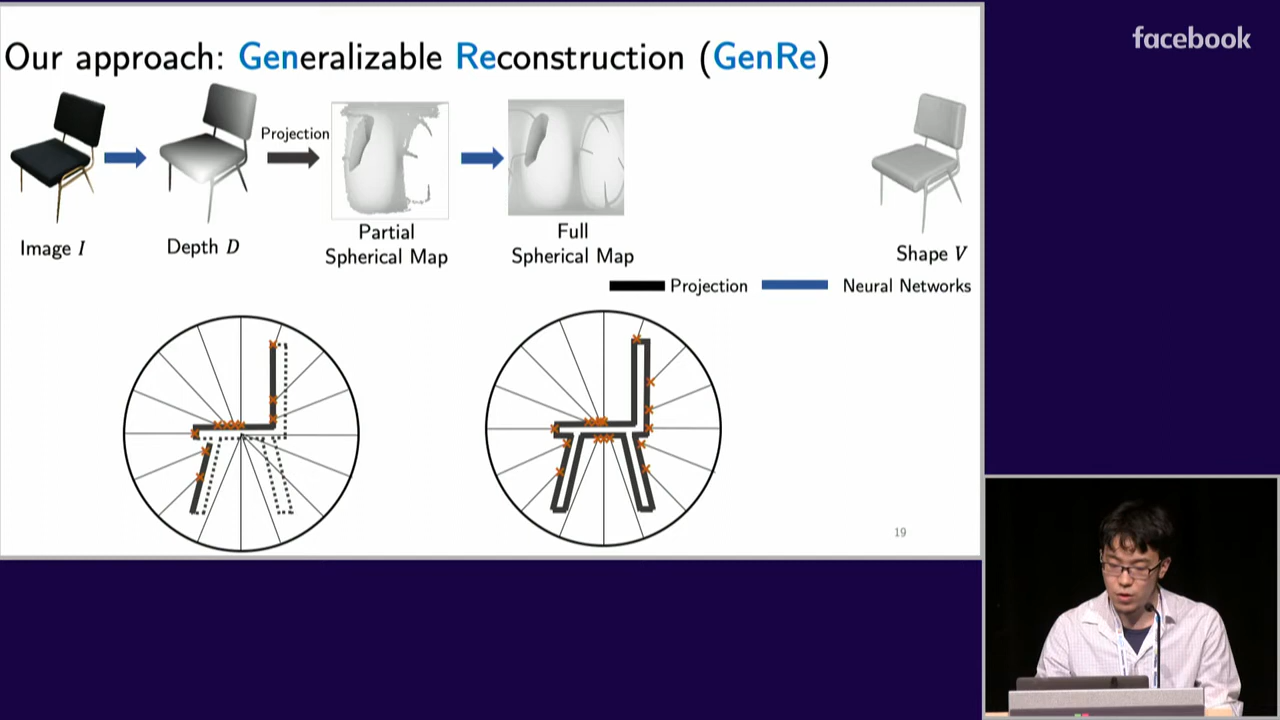 Our approach: Generalizable Reconstruction (GenRe)
facebook
Projection
Image I
Depth D
Partial
Spherical Map
Full
Spherical Map
Shape V
Projection
Neural Networks
19